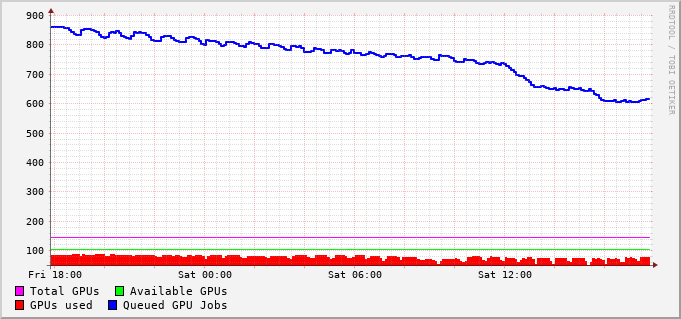 900
800
700
600
500
400
300
200
100
Fri 18:00 Sat 00:00 Sat 06:00 Sat 12:00
Total GPUs Available GPUs
GPUs used Queued GPU Jobs
RRDTOOL / TOBI OETIKER